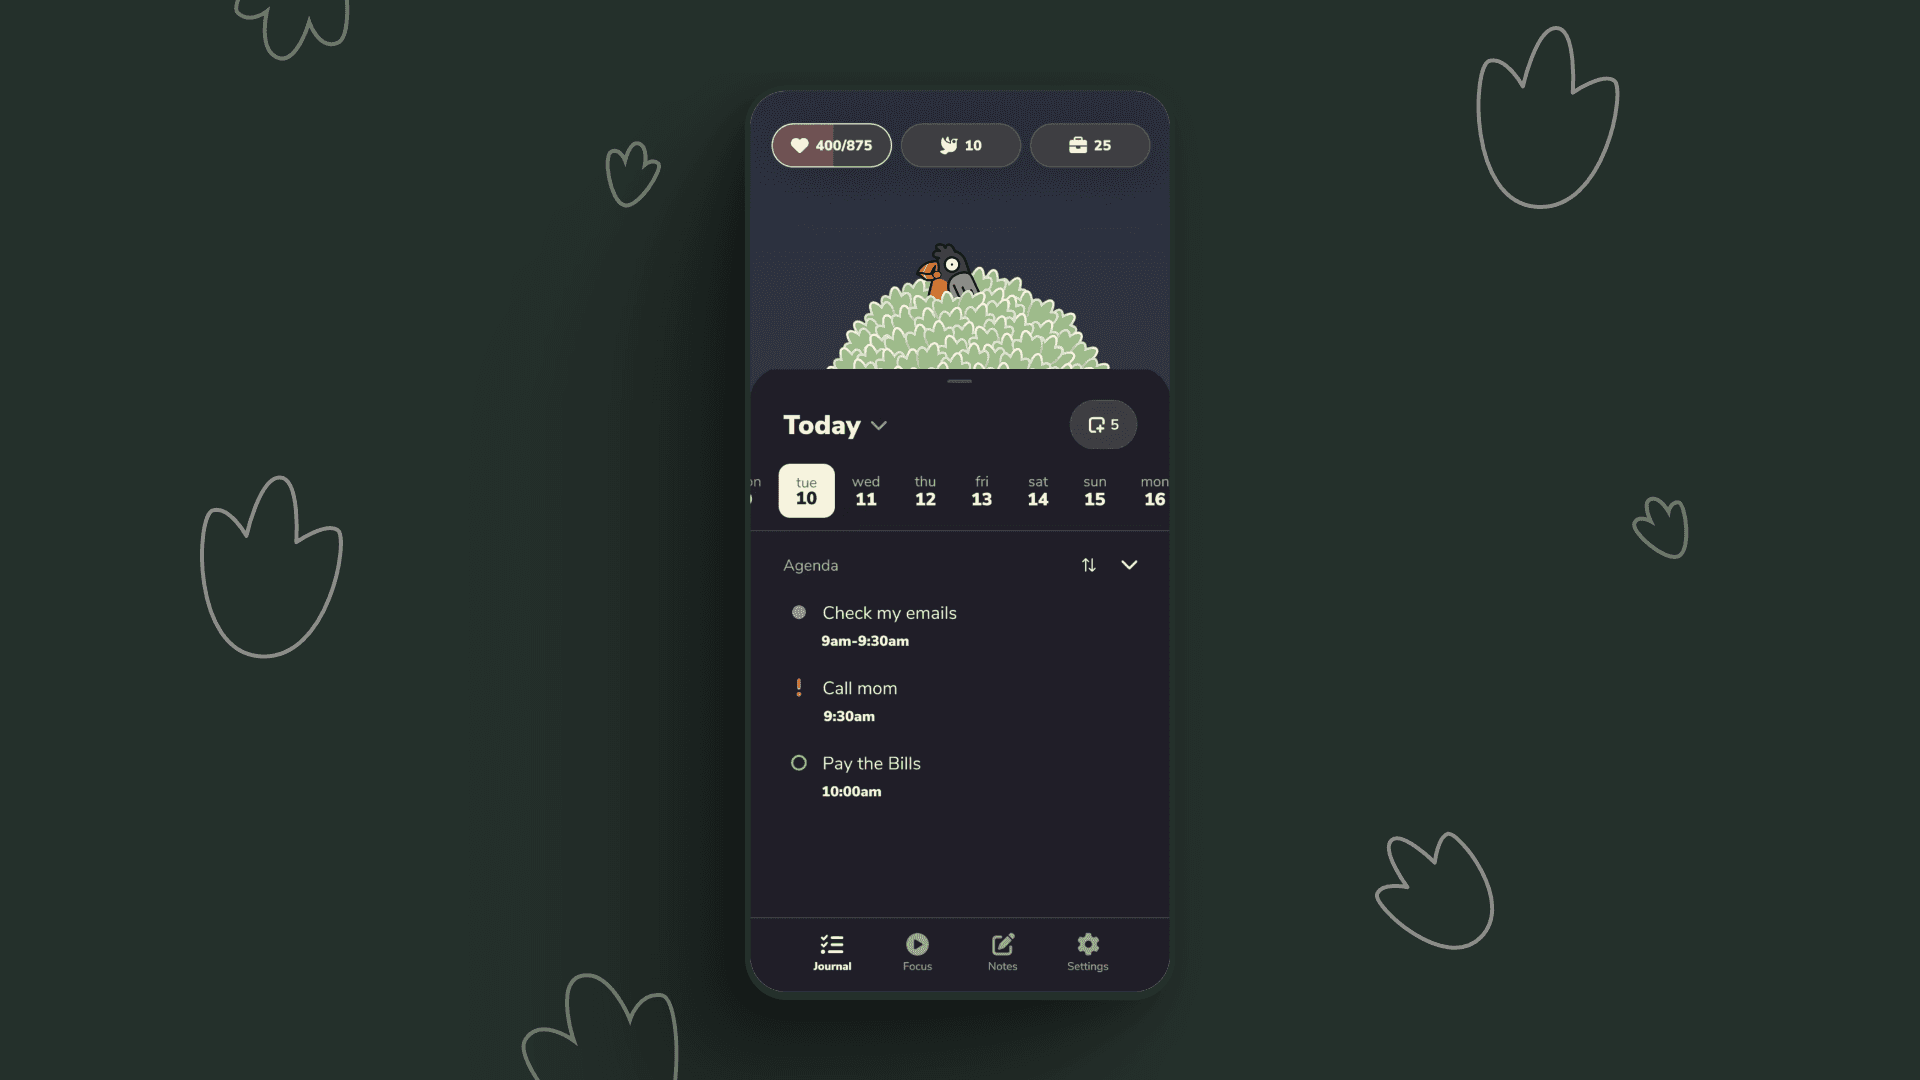 400/875
10
25
Today
5
tue wed thu fri sat sun mon
10 11 12 13 14 15 16
Agenda
Check my emails
9am-9:30am
Call mom
9:30am
Pay the Bills
10:00am
Journal Focus Notes Settings